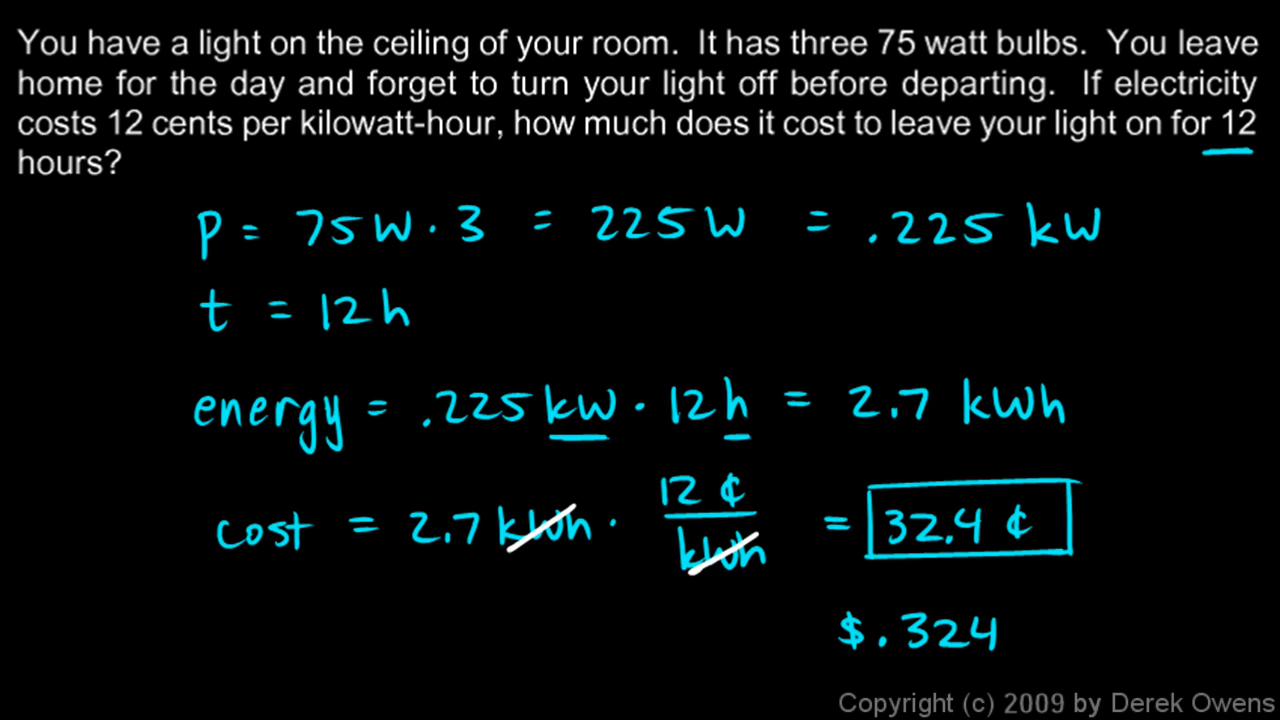 You have a light on the ceiling of your room. It has three 75 watt bulbs. You leave
home for the day and forget to turn your light off before departing. If electricity
costs 12 cents per kilowatt-hour, how much does it cost to leave your light on for 12
hours?
P = 75W · 3 = 225W = .225 kW
t = 12h
energy = .225 kW · 12h = 2.7 kWh
cost = 2.7 kWh · 12 ¢ / kWh = 32.4 ¢
$.324
Copyright (c) 2009 by Derek Owens